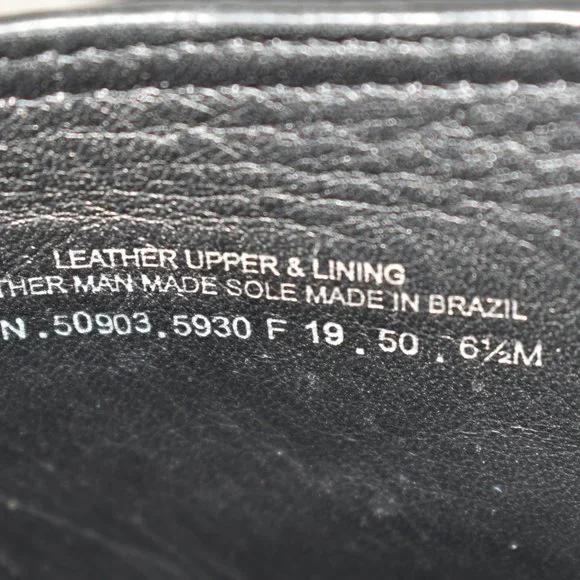 LEATHER UPPER & LINING
THER MAN MADE SOLE MADE IN BRAZIL
N .50903.5930 F 19 . 50 . 6½M